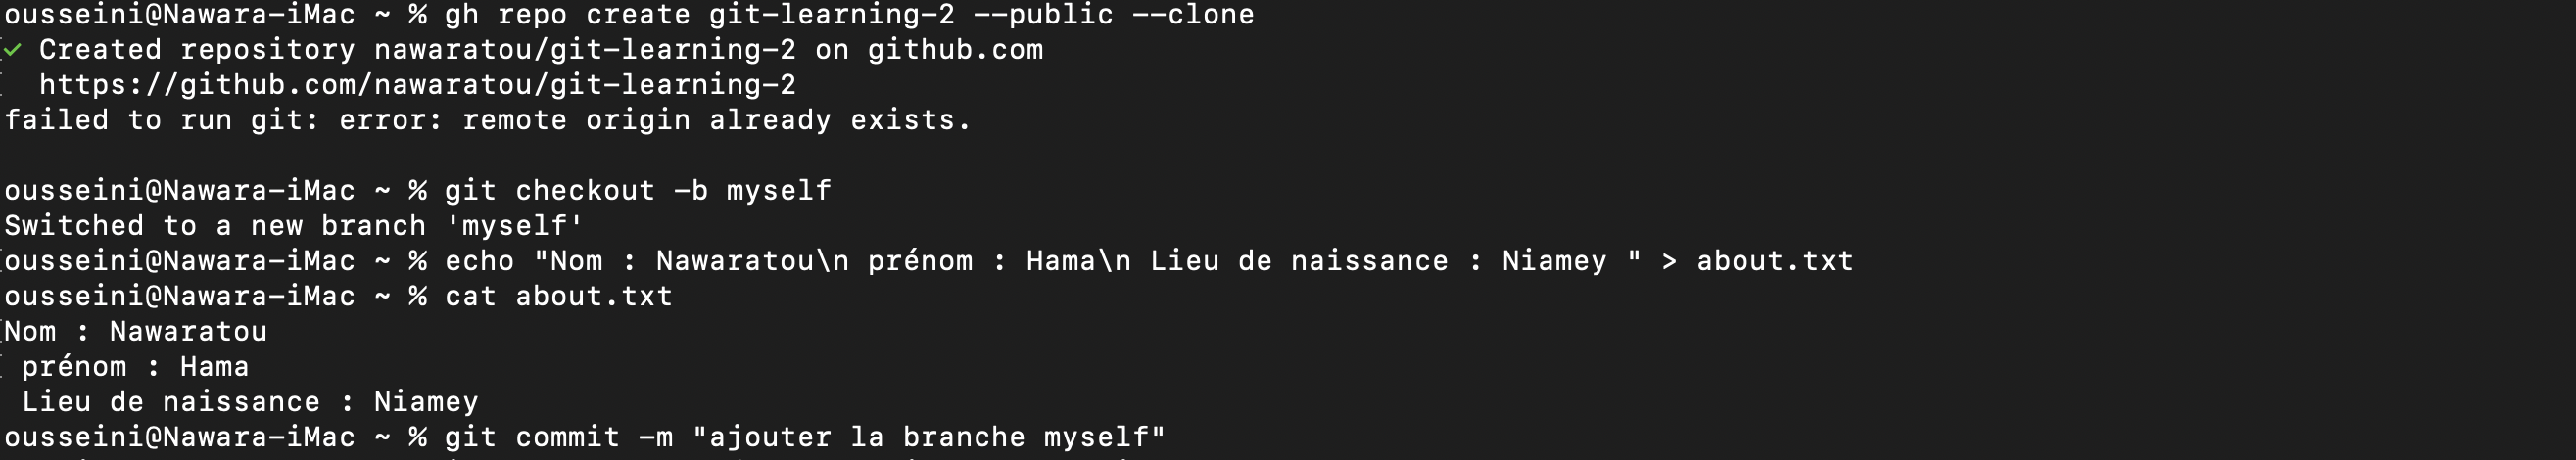 ousseini@Nawara-iMac ~ % gh repo create git-learning-2 --public --clone
✓ Created repository nawaratou/git-learning-2 on github.com
https://github.com/nawaratou/git-learning-2
failed to run git: error: remote origin already exists.
ousseini@Nawara-iMac ~ % git checkout -b myself
Switched to a new branch 'myself'
ousseini@Nawara-iMac ~ % echo "Nom : Nawaratou\n prénom : Hama\n Lieu de naissance : Niamey " > about.txt
ousseini@Nawara-iMac ~ % cat about.txt
Nom : Nawaratou
prénom : Hama
Lieu de naissance : Niamey
ousseini@Nawara-iMac ~ % git commit -m "ajouter la branche myself"